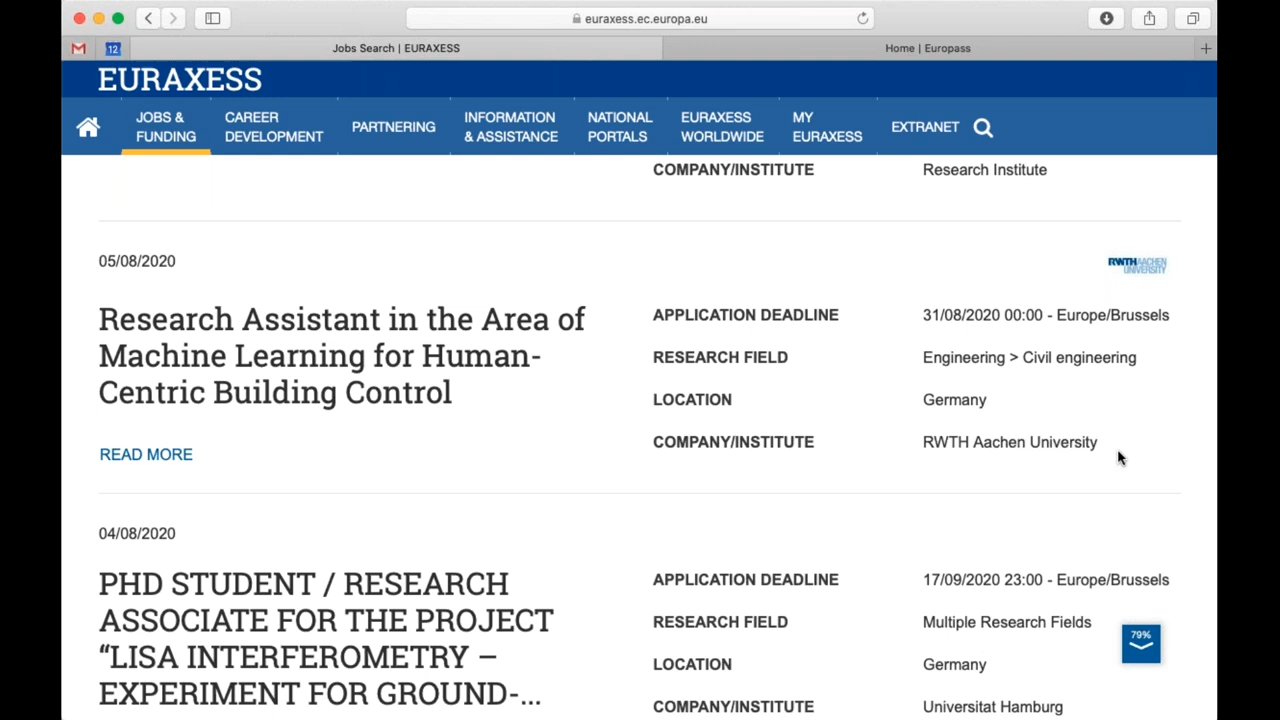 euraxess.ec.europa.eu
12
Jobs Search | EURAXESS
Home | Europass
EURAXESS
JOBS &
FUNDING
CAREER
DEVELOPMENT
PARTNERING
INFORMATION
& ASSISTANCE
NATIONAL
PORTALS
EURAXESS
WORLDWIDE
MY
EURAXESS
EXTRANET
COMPANY/INSTITUTE Research Institute
05/08/2020
RWTH AACHEN
UNIVERSITY
Research Assistant in the Area of
Machine Learning for Human-
Centric Building Control
READ MORE
APPLICATION DEADLINE 31/08/2020 00:00 - Europe/Brussels
RESEARCH FIELD Engineering > Civil engineering
LOCATION Germany
COMPANY/INSTITUTE RWTH Aachen University
04/08/2020
PHD STUDENT / RESEARCH
ASSOCIATE FOR THE PROJECT
“LISA INTERFEROMETRY –
EXPERIMENT FOR GROUND-...
APPLICATION DEADLINE 17/09/2020 23:00 - Europe/Brussels
RESEARCH FIELD Multiple Research Fields
LOCATION Germany
COMPANY/INSTITUTE Universitat Hamburg
79%